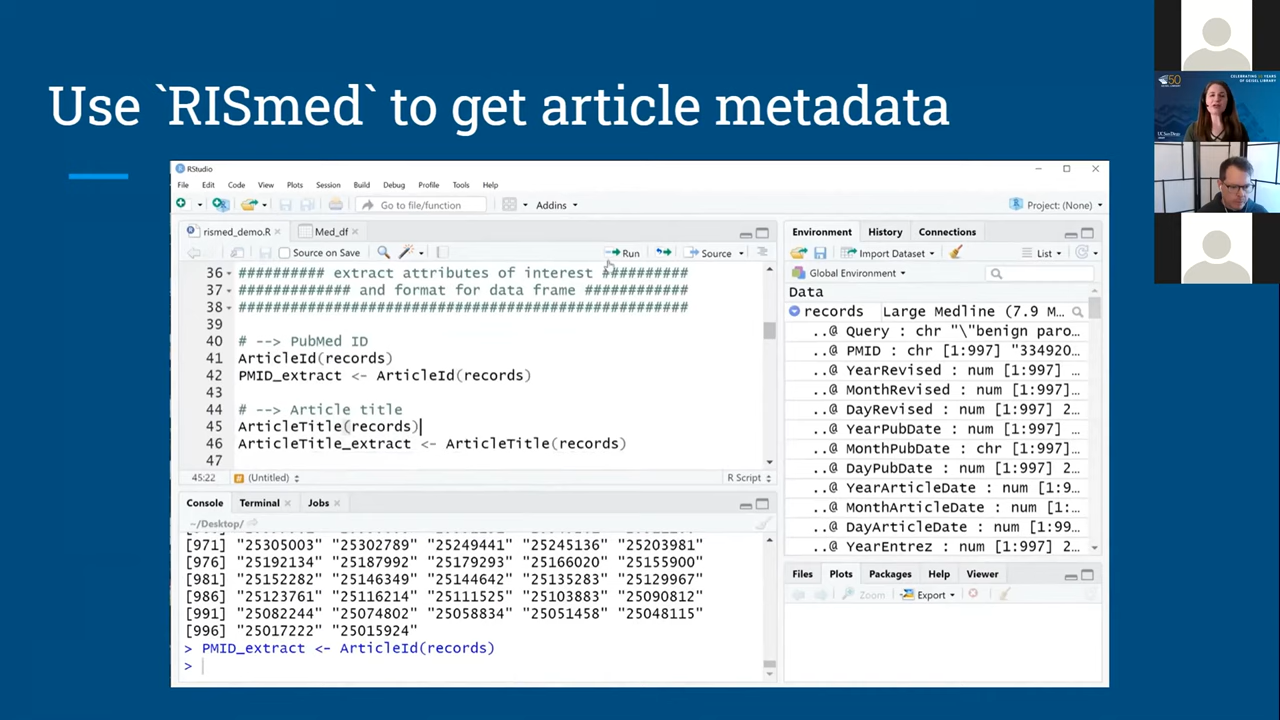 Use `RISmed` to get article metadata
RStudio
File Edit Code View Plots Session Build Debug Profile Tools Help
Go to file/function Addins Project: (None)
rismed_demo.R Med_df
Source on Save Run Source
36 ########## extract attributes of interest ##########
37 ############# and format for data frame ############
38 ####################################################
39
40 # --> PubMed ID
41 ArticleId(records)
42 PMID_extract <- ArticleId(records)
43
44 # --> Article title
45 ArticleTitle(records)
46 ArticleTitle_extract <- ArticleTitle(records)
47
45:22 (Untitled) R Script
Console Terminal Jobs
~/Desktop/
[971] "25305003" "25302789" "25249441" "25245136" "25203981"
[976] "25192134" "25187992" "25179293" "25166020" "25155900"
[981] "25152282" "25146349" "25144642" "25135283" "25129967"
[986] "25123761" "25116214" "25111525" "25103883" "25090812"
[991] "25082244" "25074802" "25058834" "25051458" "25048115"
[996] "25017222" "25015924"
> PMID_extract <- ArticleId(records)
>
Environment History Connections
Import Dataset List
Global Environment
Data
records Large Medline (7.9 M…
..@ Query : chr "\"benign paro…
..@ PMID : chr [1:997] "334920…
..@ YearRevised : num [1:997] …
..@ MonthRevised : num [1:997] …
..@ DayRevised : num [1:997] 2…
..@ YearPubDate : num [1:997] …
..@ MonthPubDate : chr [1:997]…
..@ DayPubDate : num [1:997] 2…
..@ YearArticleDate : num [1:9…
..@ MonthArticleDate : num [1:…
..@ DayArticleDate : num [1:99…
..@ YearEntrez : num [1:997] 2…
Files Plots Packages Help Viewer
Zoom Export
50
CELEBRATING
OF GEISEL LIBRARY
UC San Diego